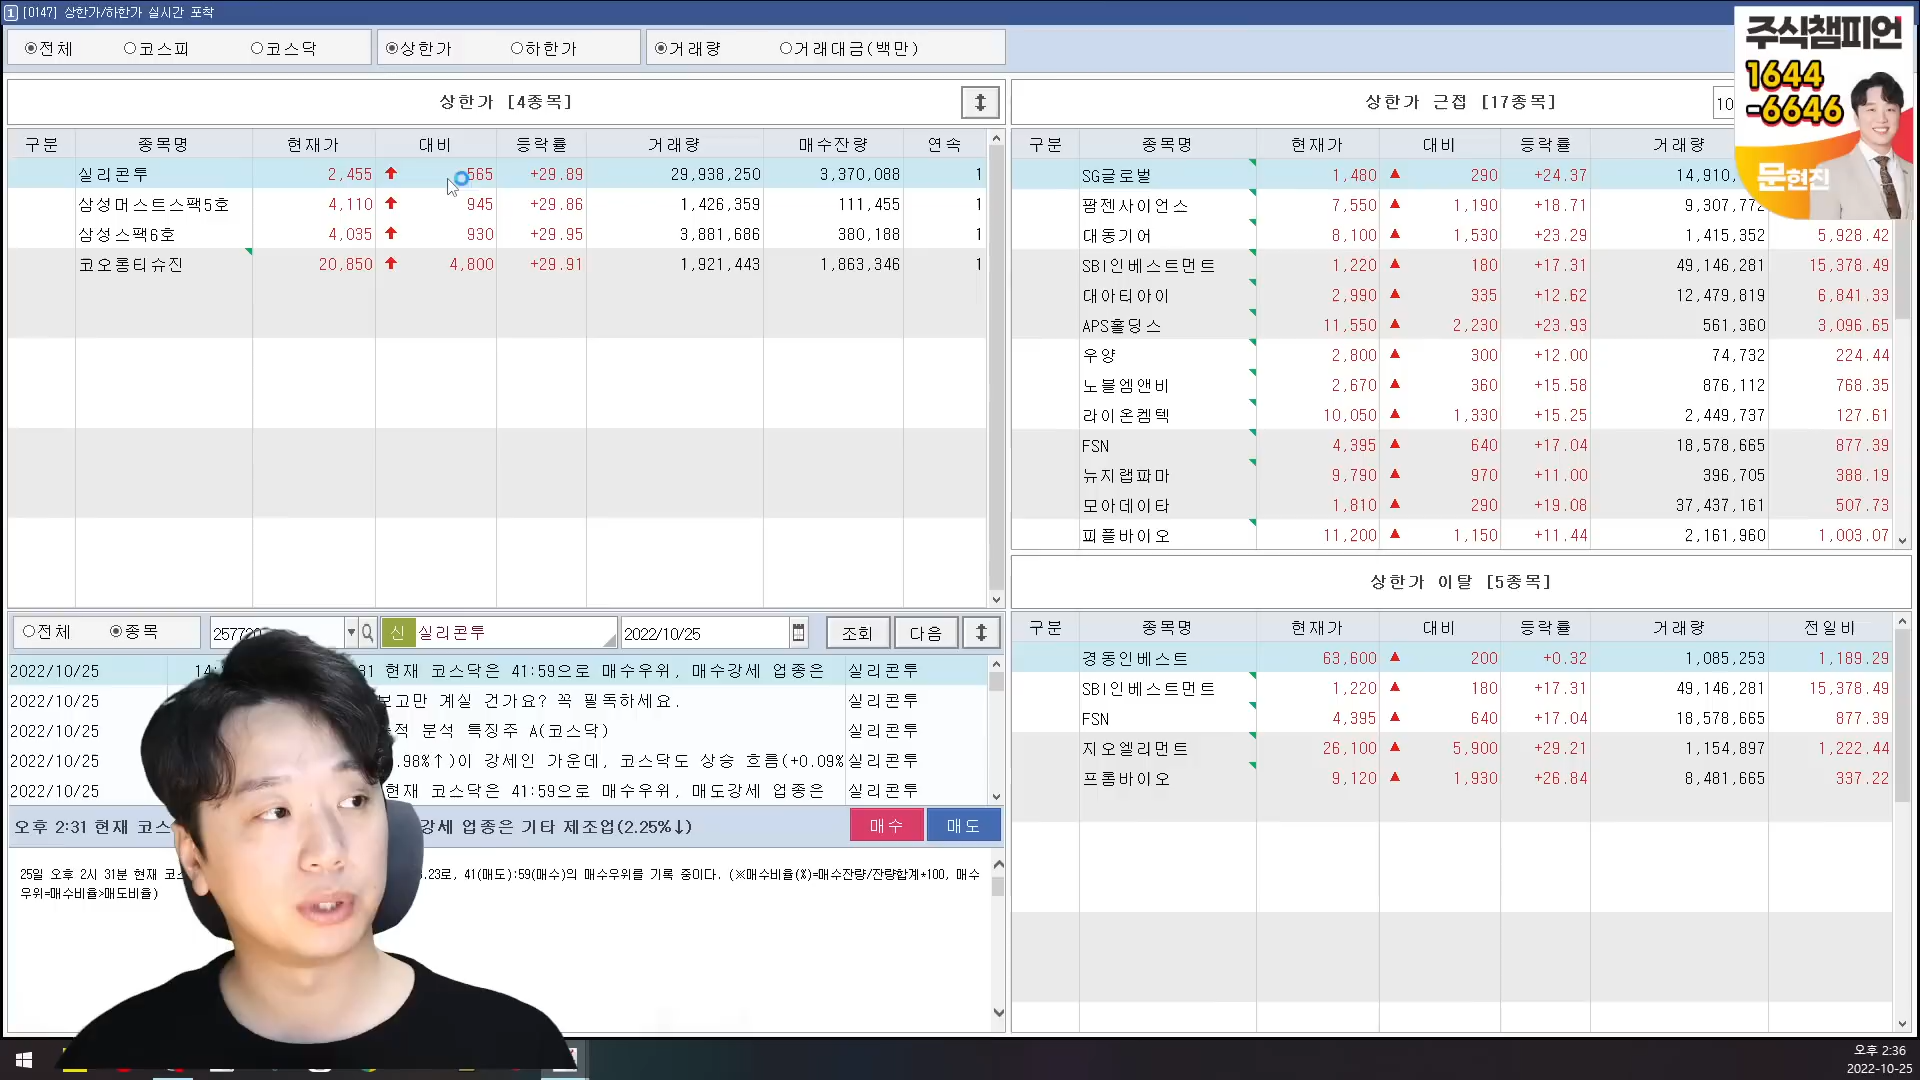 1 [0147] 상한가/하한가 실시간 포착
전체 코스피 코스닥 상한가 하한가 거래량 거래대금(백만)
주식챔피언
1644
-6646
문현진
상한가 [4종목]
구분 종목명 현재가 대비 등락률 거래량 매수잔량 연속
실리콘투 2,455 565 +29.89 29,938,250 3,370,088 1
삼성머스트스팩5호 4,110 945 +29.86 1,426,359 111,455 1
삼성스팩6호 4,035 930 +29.95 3,881,686 380,188 1
코오롱티슈진 20,850 4,800 +29.91 1,921,443 1,863,346 1
상한가 근접 [17종목] 10
구분 종목명 현재가 대비 등락률 거래량
SG글로벌 1,480 ▲ 290 +24.37 14,910,
팜젠사이언스 7,550 ▲ 1,190 +18.71 9,307,772
대동기어 8,100 ▲ 1,530 +23.29 1,415,352 5,928.42
SBI인베스트먼트 1,220 ▲ 180 +17.31 49,146,281 15,378.49
대아티아이 2,990 ▲ 335 +12.62 12,479,819 6,841.33
APS홀딩스 11,550 ▲ 2,230 +23.93 561,360 3,096.65
우양 2,800 ▲ 300 +12.00 74,732 224.44
노블엠앤비 2,670 ▲ 360 +15.58 876,112 768.35
라이온켐텍 10,050 ▲ 1,330 +15.25 2,449,737 127.61
FSN 4,395 ▲ 640 +17.04 18,578,665 877.39
뉴지랩파마 9,790 ▲ 970 +11.00 396,705 388.19
모아데이타 1,810 ▲ 290 +19.08 37,437,161 507.73
피플바이오 11,200 ▲ 1,150 +11.44 2,161,960 1,003.07
상한가 이탈 [5종목]
구분 종목명 현재가 대비 등락률 거래량 전일비
경동인베스트 63,600 ▲ 200 +0.32 1,085,253 1,189.29
SBI인베스트먼트 1,220 ▲ 180 +17.31 49,146,281 15,378.49
FSN 4,395 ▲ 640 +17.04 18,578,665 877.39
지오엘리먼트 26,100 ▲ 5,900 +29.21 1,154,897 1,222.44
프롬바이오 9,120 ▲ 1,930 +26.84 8,481,665 337.22
전체 종목 257720 신 실리콘투 2022/10/25 조회 다음
2022/10/25 14: 31 현재 코스닥은 41:59으로 매수우위, 매수강세 업종은 실리콘투
2022/10/25 보고만 계실 건가요? 꼭 필독하세요. 실리콘투
2022/10/25 적 분석 특징주 A(코스닥) 실리콘투
2022/10/25 .98%↑)이 강세인 가운데, 코스닥도 상승 흐름(+0.09% 실리콘투
2022/10/25 현재 코스닥은 41:59으로 매수우위, 매도강세 업종은 실리콘투
오후 2:31 현재 코스 강세 업종은 기타 제조업(2.25%↓) 매수 매도
25일 오후 2시 31분 현재 코스 .23로, 41(매도):59(매수)의 매수우위를 기록 중이다. (※매수비율(%)=매수잔량/잔량합계*100, 매수
우위=매수비율>매도비율)
오후 2:36
2022-10-25